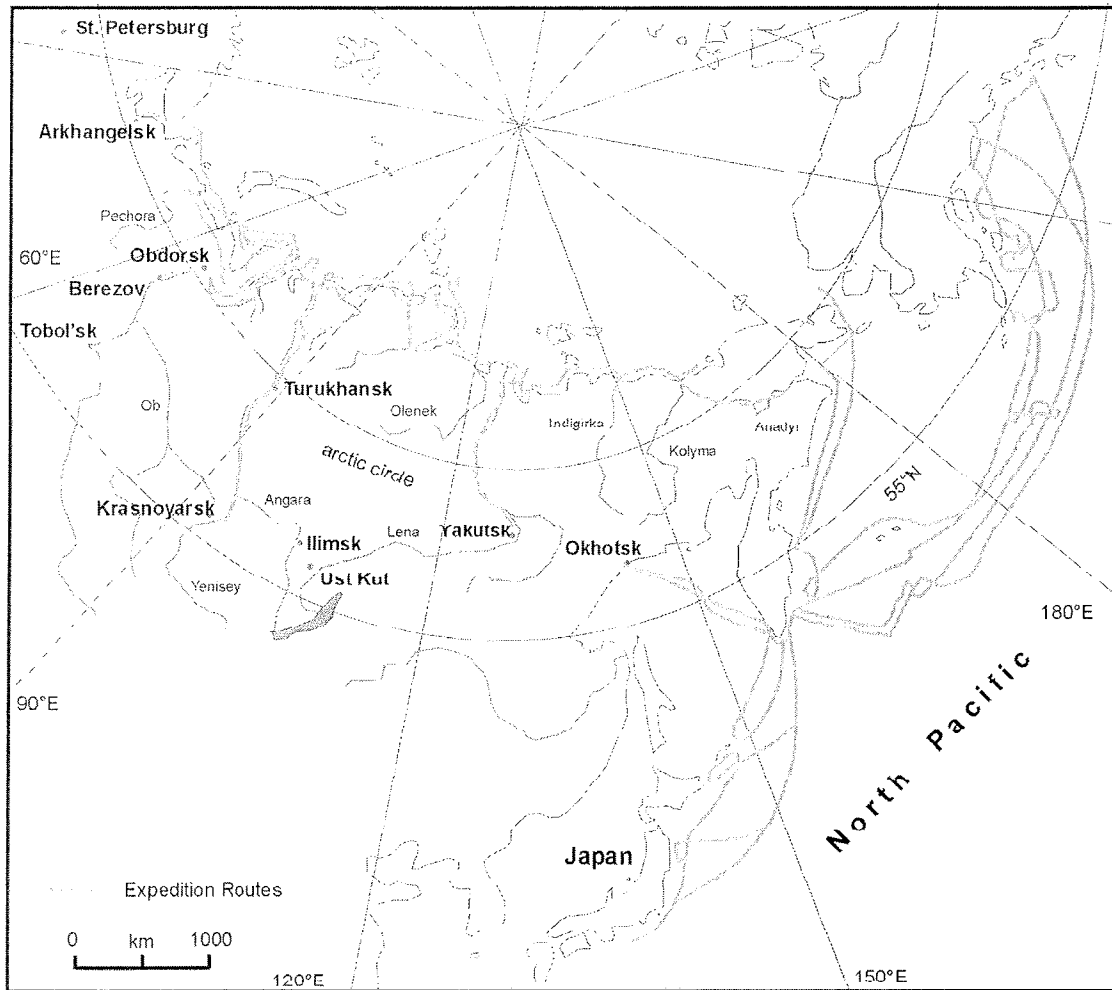 St. Petersburg
Arkhangelsk
Pechora
60°E
Obdorsk
Berezov
Tobol'sk
Turukhansk
Ob
Olenek
Indigirka
Anadyr
Kolyma
arctic circle
55°N
Krasnoyarsk
Angara
Ilimsk
Lena
Yakutsk
Okhotsk
Ust Kut
Yenisey
180°E
90°E
North Pacific
Japan
Expedition Routes
0 km 1000
120°E
150°E